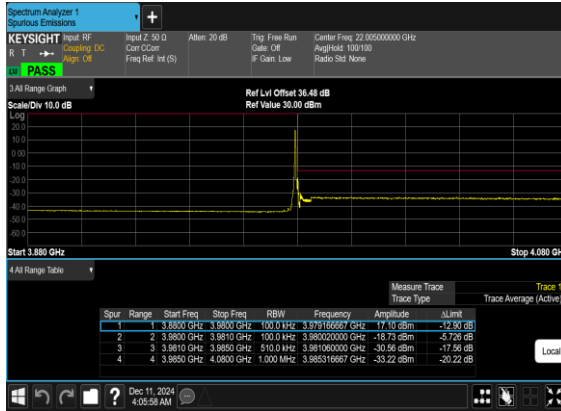 Spectrum Analyzer 1
Spurious Emissions
KEYSIGHT Input: RF Input Z: 50 Ω Atten: 20 dB Trig: Free Run Center Freq: 22.005000000 GHz
R T Coupling: DC Corr CCorr Gate: Off Avg|Hold: 100/100
Align: Off Freq Ref: Int (S) IF Gain: Low Radio Std: None
PASS
3 All Range Graph
Ref Lvl Offset 36.48 dB
Scale/Div 10.0 dB Ref Value 30.00 dBm
Log
20.0
10.0
0.00
-10.0
-20.0
-30.0
-40.0
-50.0
-60.0
Start 3.880 GHz Stop 4.080 GH
4 All Range Table
Measure Trace Trace 1
Trace Type Trace Average (Active)
Spur Range Start Freq Stop Freq RBW Frequency Amplitude ΔLimit
1 1 3.8800 GHz 3.9800 GHz 100.0 kHz 3.979166667 GHz 17.10 dBm -12.90 dB
2 2 3.9800 GHz 3.9810 GHz 100.0 kHz 3.980020000 GHz -18.73 dBm -5.726 dB
3 3 3.9810 GHz 3.9850 GHz 510.0 kHz 3.981060000 GHz -30.56 dBm -17.56 dB
4 4 3.9850 GHz 4.0800 GHz 1.000 MHz 3.985316667 GHz -33.22 dBm -20.22 dB
Local
Dec 11, 2024
4:05:58 AM